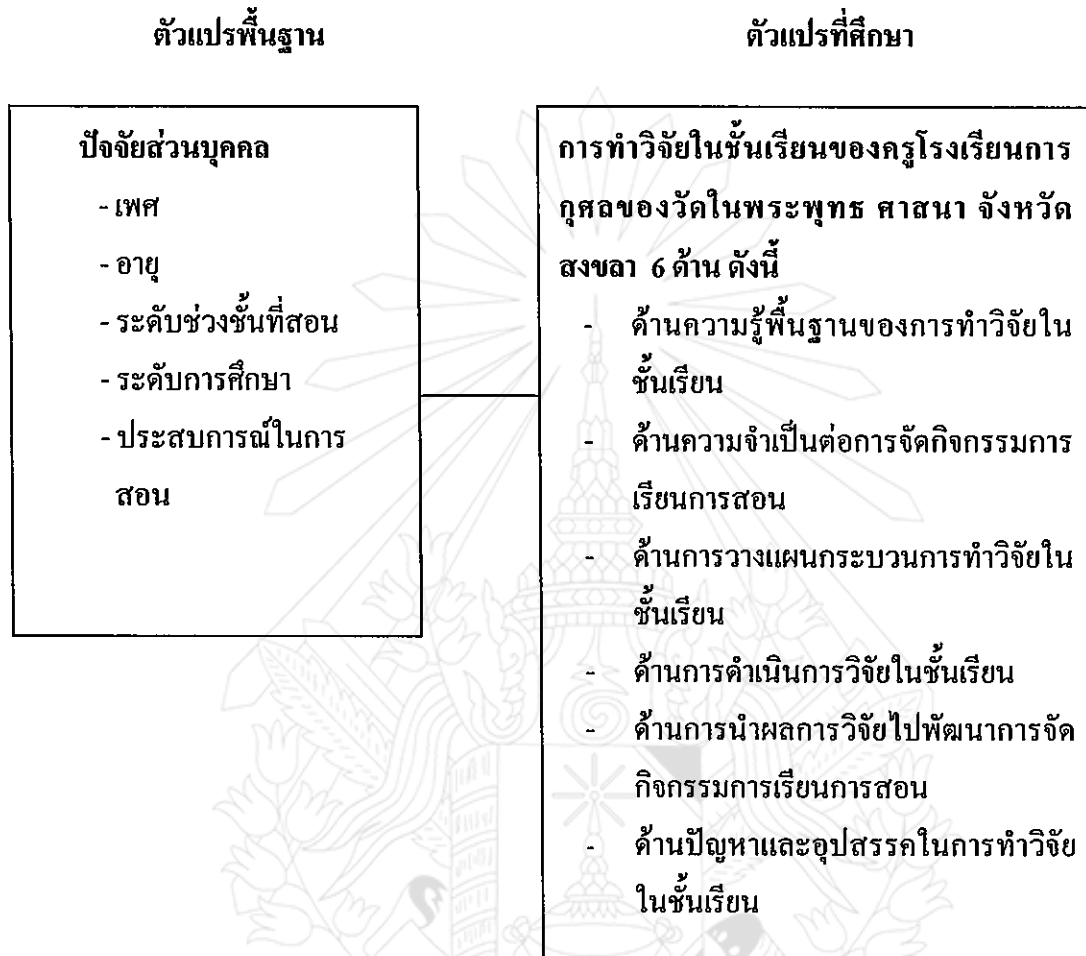 ตัวแปรพื้นฐาน
ตัวแปรที่ศึกษา
ปัจจัยส่วนบุคคล
- เพศ
- อายุ
- ระดับช่วงชั้นที่สอน
- ระดับการศึกษา
- ประสบการณ์ในการ
สอน
การทำวิจัยในชั้นเรียนของครูโรงเรียนการ
กุศลของวัดในพระพุทธ ศาสนา จังหวัด
สงขลา 6 ด้าน ดังนี้
- ด้านความรู้พื้นฐานของการทำวิจัยใน
ชั้นเรียน
- ด้านความจำเป็นต่อการจัดกิจกรรมการ
เรียนการสอน
- ด้านการวางแผนกระบวนการทำวิจัยใน
ชั้นเรียน
- ด้านการดำเนินการวิจัยในชั้นเรียน
- ด้านการนำผลการวิจัยไปพัฒนาการจัด
กิจกรรมการเรียนการสอน
- ด้านปัญหาและอุปสรรคในการทำวิจัย
ในชั้นเรียน